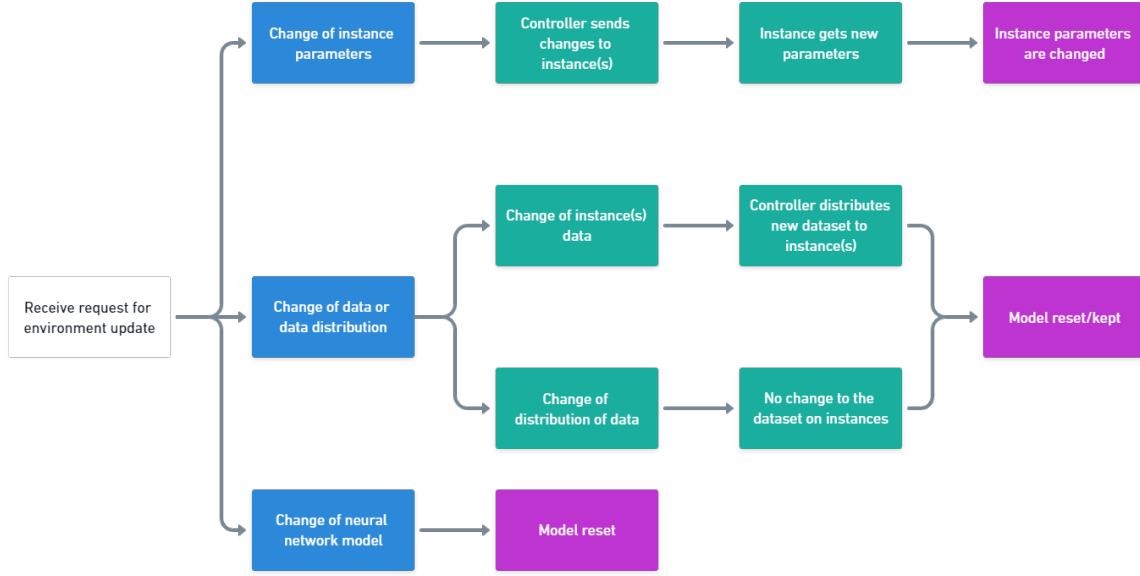 Change of instance
parameters
Controller sends
changes to
instance(s)
Instance gets new
parameters
Instance parameters
are changed
Change of instance(s)
data
Controller distributes
new dataset to
instance(s)
Receive request for
environment update
Change of data or
data distribution
Model reset/kept
Change of
distribution of data
No change to the
dataset on instances
Change of neural
network model
Model reset